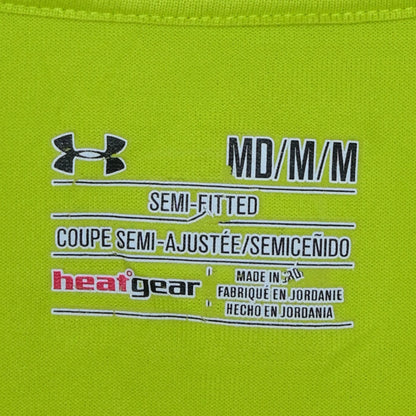 MD/M/M
SEMI-FITTED
COUPE SEMI-AJUSTÉE/SEMICEÑIDO
heatgear
MADE IN
FABRIQUÉ EN JORDANIE
HECHO EN JORDANIA